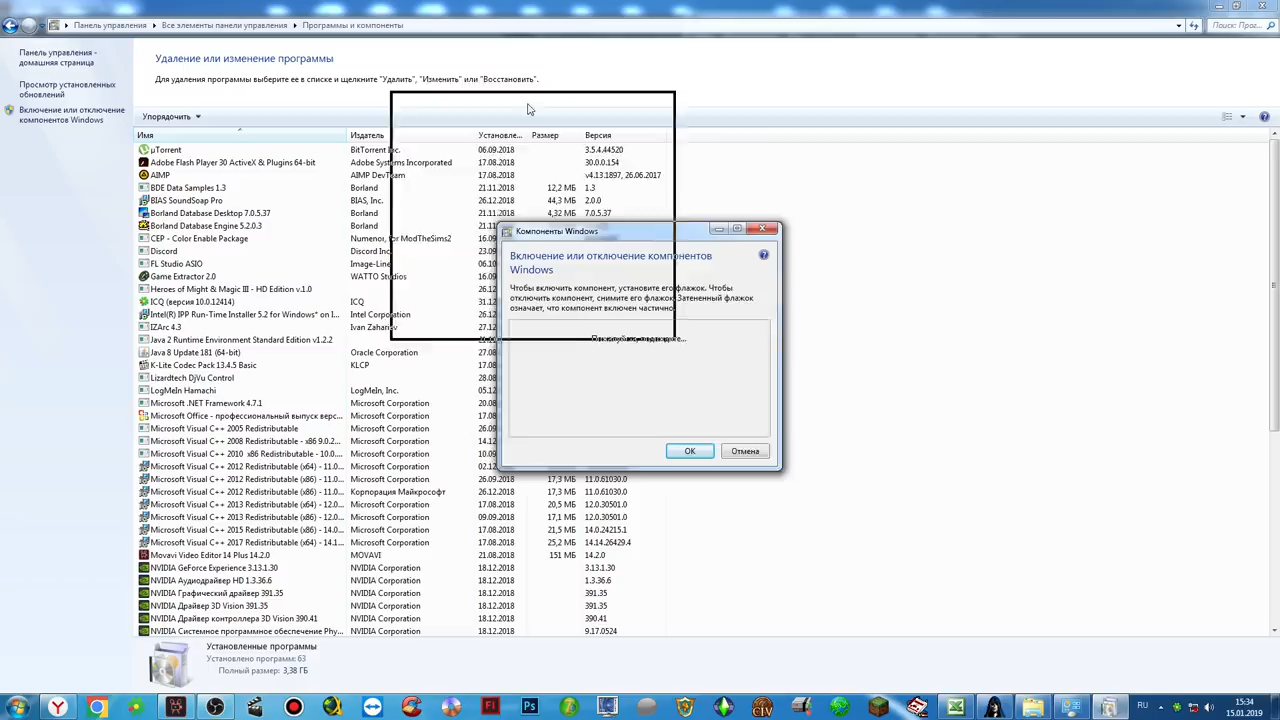 Панель управления ▸ Все элементы панели управления ▸ Программы и компоненты
Поиск: Прог...
Панель управления -
домашняя страница
Просмотр установленных
обновлений
Включение или отключение
компонентов Windows
Удаление или изменение программы
Для удаления программы выберите ее в списке и щелкните "Удалить", "Изменить" или "Восстановить".
Упорядочить
Имя Издатель Установле... Размер Версия
µTorrent BitTorrent Inc. 06.09.2018 3.5.4.44520
Adobe Flash Player 30 ActiveX & Plugins 64-bit Adobe Systems Incorporated 17.08.2018 30.0.0.154
AIMP AIMP DevTeam 17.08.2018 v4.13.1897, 26.06.2017
BDE Data Samples 1.3 Borland 21.11.2018 12,2 МБ 1.3
BIAS SoundSoap Pro BIAS, Inc. 26.12.2018 44,3 МБ 2.0.0
Borland Database Desktop 7.0.5.37 Borland 21.11.2018 4,32 МБ 7.0.5.37
Borland Database Engine 5.2.0.3 Borland
CEP - Color Enable Package Numenor, for ModTheSims2 16.09
Discord Discord Inc.
FL Studio ASIO Image-Line
Game Extractor 2.0 WATTO Studios
Heroes of Might & Magic III - HD Edition v.1.0
ICQ (версия 10.0.12414) ICQ
Intel(R) IPP Run-Time Installer 5.2 for Windows* on I... Intel Corporation
IZArc 4.3 Ivan Zahariev
Java 2 Runtime Environment Standard Edition v1.2.2
Java 8 Update 181 (64-bit) Oracle Corporation
K-Lite Codec Pack 13.4.5 Basic KLCP
Lizardtech DjVu Control
LogMeIn Hamachi LogMeIn, Inc.
Microsoft .NET Framework 4.7.1 Microsoft Corporation
Microsoft Office - профессиональный выпуск верс... Microsoft Corporation
Microsoft Visual C++ 2005 Redistributable Microsoft Corporation
Microsoft Visual C++ 2008 Redistributable - x86 9.0.2... Microsoft Corporation
Microsoft Visual C++ 2010 x86 Redistributable - 10.0.... Microsoft Corporation
Microsoft Visual C++ 2012 Redistributable (x64) - 11.0... Microsoft Corporation
Microsoft Visual C++ 2012 Redistributable (x86) - 11.0... Microsoft Corporation 26.09.2018 17,3 МБ 11.0.61030.0
Microsoft Visual C++ 2012 Redistributable (x86) - 11.0... Корпорация Майкрософт 26.12.2018 17,3 МБ 11.0.61030.0
Microsoft Visual C++ 2013 Redistributable (x64) - 12.0... Microsoft Corporation 17.08.2018 20,5 МБ 12.0.30501.0
Microsoft Visual C++ 2013 Redistributable (x86) - 12.0... Microsoft Corporation 09.09.2018 17,1 МБ 12.0.30501.0
Microsoft Visual C++ 2015 Redistributable (x86) - 14.0... Microsoft Corporation 17.08.2018 21,5 МБ 14.0.24215.1
Microsoft Visual C++ 2017 Redistributable (x64) - 14.1... Microsoft Corporation 17.08.2018 25,2 МБ 14.14.26429.4
Movavi Video Editor 14 Plus 14.2.0 MOVAVI 21.08.2018 151 МБ 14.2.0
NVIDIA GeForce Experience 3.13.1.30 NVIDIA Corporation 18.12.2018 3.13.1.30
NVIDIA Аудиодрайвер HD 1.3.36.6 NVIDIA Corporation 18.12.2018 1.3.36.6
NVIDIA Графический драйвер 391.35 NVIDIA Corporation 18.12.2018 391.35
NVIDIA Драйвер 3D Vision 391.35 NVIDIA Corporation 18.12.2018 391.35
NVIDIA Драйвер контроллера 3D Vision 390.41 NVIDIA Corporation 18.12.2018 390.41
NVIDIA Системное программное обеспечение Phy... NVIDIA Corporation 18.12.2018 9.17.0524
Компоненты Windows
Включение или отключение компонентов
Windows
Чтобы включить компонент, установите его флажок. Чтобы
отключить компонент, снимите его флажок. Затененный флажок
означает, что компонент включен частично.
OK Отмена
Установленные программы
Установлено программ: 63
Полный размер: 3,38 ГБ
RU
15:34
15.01.2019